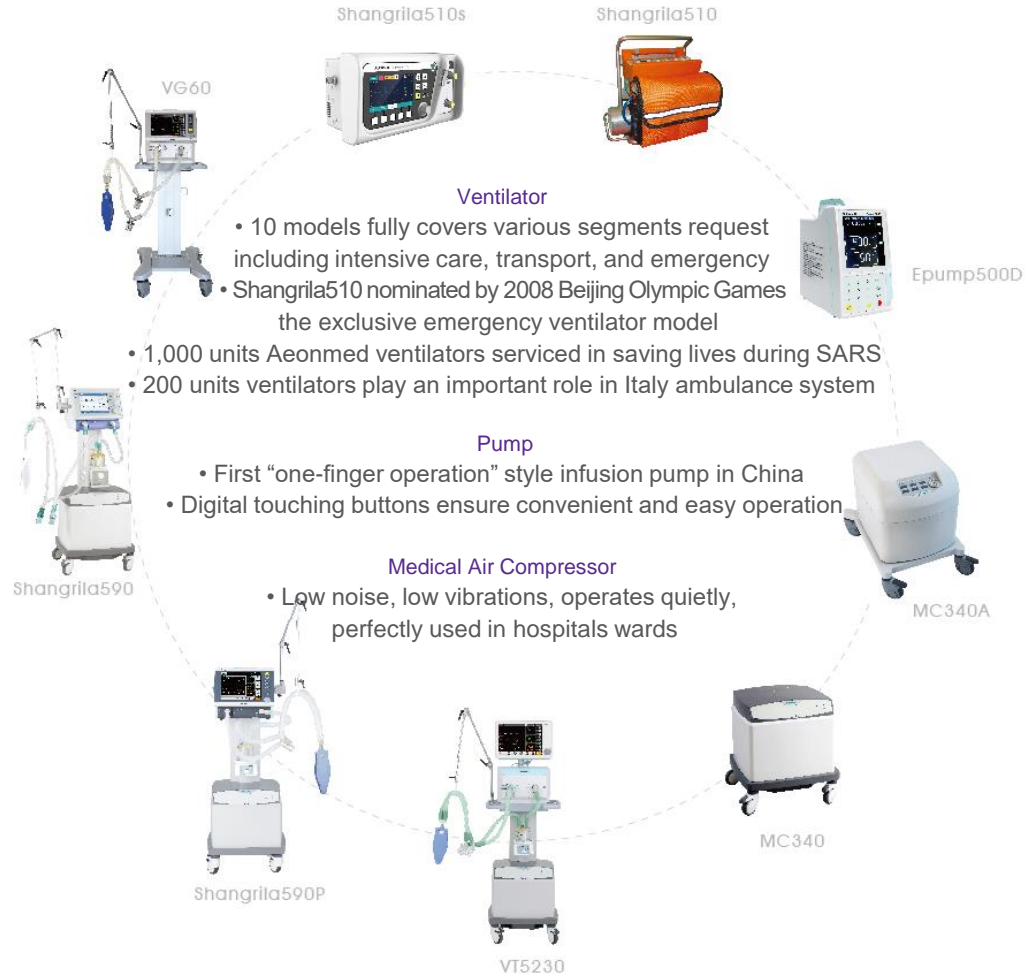 Shangrila510s
Shangrila510
VG60
Ventilator
• 10 models fully covers various segments request
including intensive care, transport, and emergency
• Shangrila510 nominated by 2008 Beijing Olympic Games
the exclusive emergency ventilator model
• 1,000 units Aeonmed ventilators serviced in saving lives during SARS
• 200 units ventilators play an important role in Italy ambulance system
Epump500D
Pump
• First “one-finger operation” style infusion pump in China
• Digital touching buttons ensure convenient and easy operation
Shangrila590
Medical Air Compressor
• Low noise, low vibrations, operates quietly,
perfectly used in hospitals wards
MC340A
MC340
Shangrila590P
VT5230